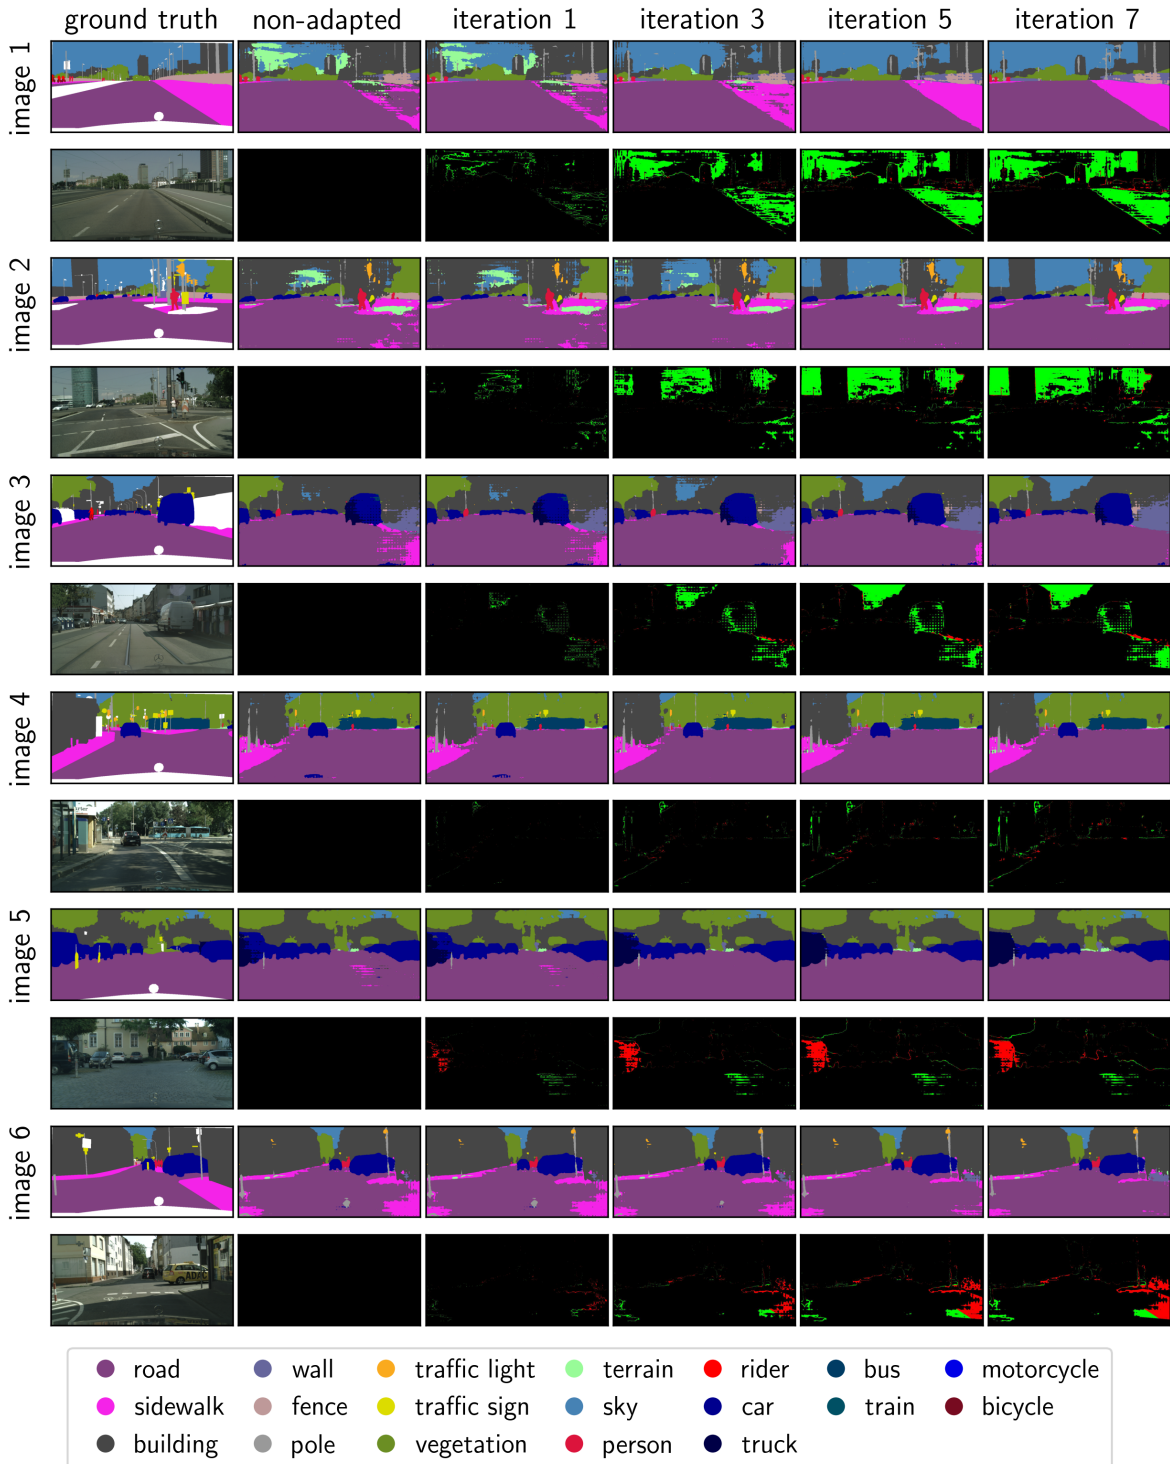 ground truth non-adapted iteration 1 iteration 3 iteration 5 iteration 7
image 1
image 2
image 3
image 4
image 5
image 6
ADAC
road wall traffic light terrain rider bus motorcycle
sidewalk fence traffic sign sky car train bicycle
building pole vegetation person truck